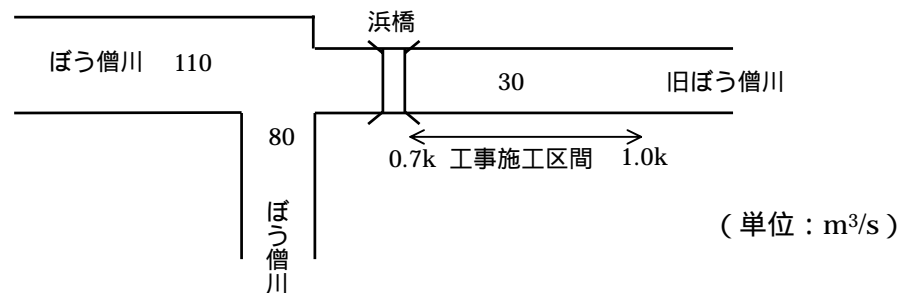 浜橋
ぼう僧川 110
30
旧ぼう僧川
80
0.7k 工事施工区間 1.0k
ぼう僧川
(単位:m³/s)